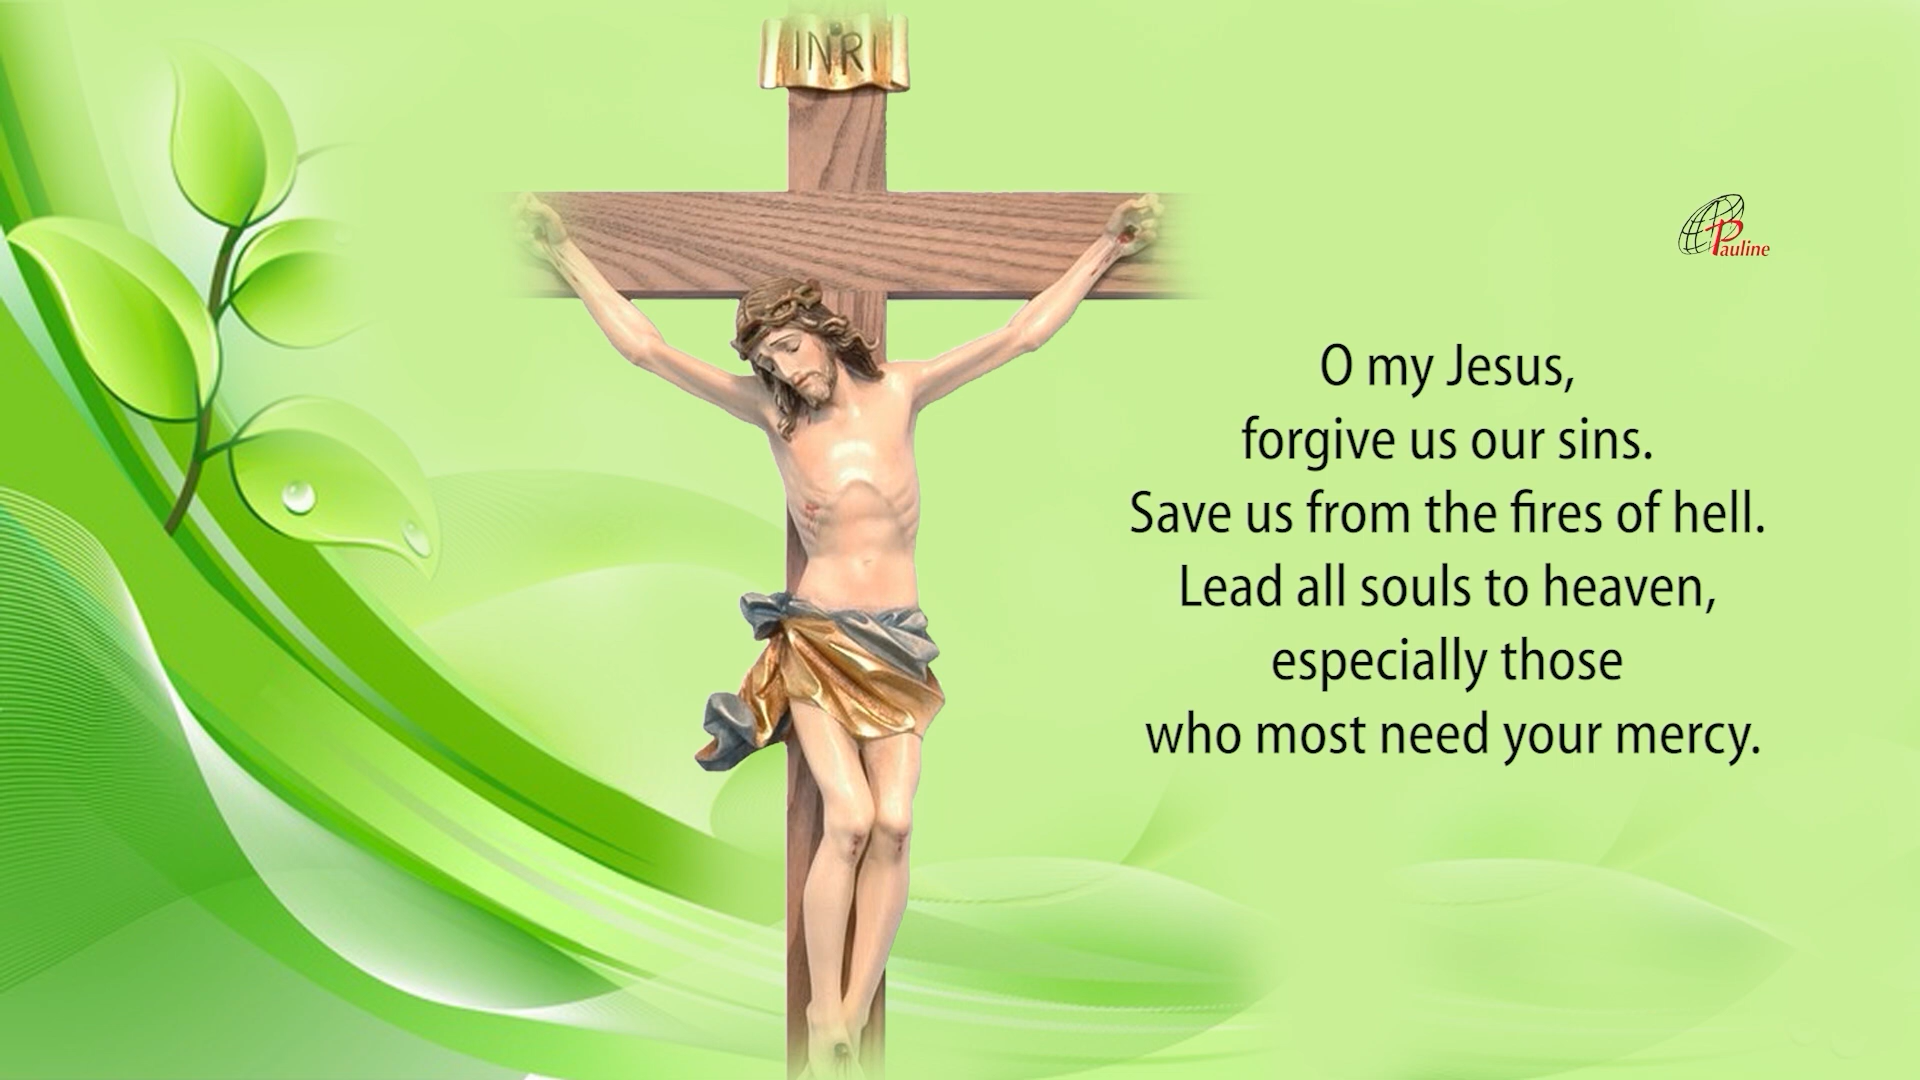 INRI
Pauline
O my Jesus,
forgive us our sins.
Save us from the fires of hell.
Lead all souls to heaven,
especially those
who most need your mercy.